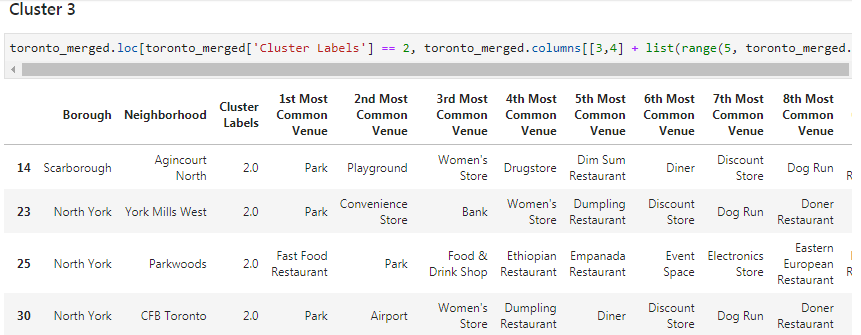 Cluster 3
toronto_merged.loc[toronto_merged['Cluster Labels'] == 2, toronto_merged.columns[[3,4] + list(range(5, toronto_merged.
Borough Neighborhood Cluster Labels 1st Most Common Venue 2nd Most Common Venue 3rd Most Common Venue 4th Most Common Venue 5th Most Common Venue 6th Most Common Venue 7th Most Common Venue 8th Most Common Venue
14 Scarborough Agincourt North 2.0 Park Playground Women's Store Drugstore Dim Sum Restaurant Diner Discount Store Dog Run
23 North York York Mills West 2.0 Park Convenience Store Bank Women's Store Dumpling Restaurant Discount Store Dog Run Doner Restaurant
25 North York Parkwoods 2.0 Fast Food Restaurant Park Food & Drink Shop Ethiopian Restaurant Empanada Restaurant Event Space Electronics Store Eastern European Restaurant
30 North York CFB Toronto 2.0 Park Airport Women's Store Dumpling Restaurant Diner Discount Store Dog Run Doner Restaurant